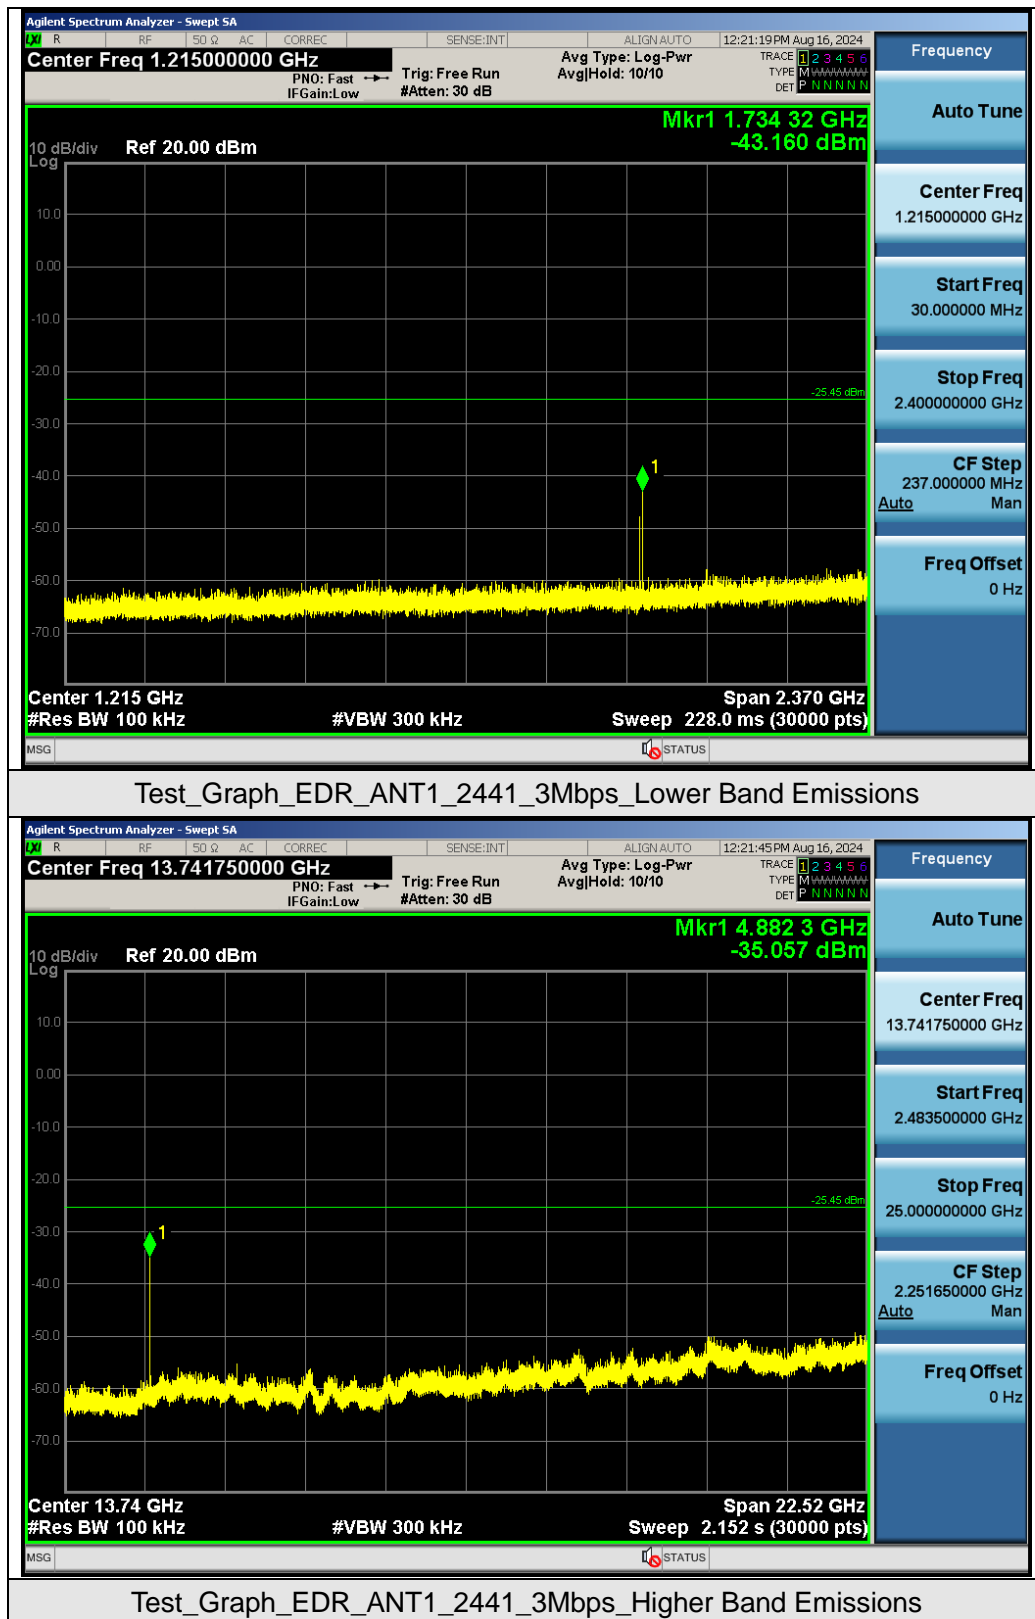 Agilent Spectrum Analyzer - Swept SA
LXI R RF 50 Ω AC CORREC SENSE:INT ALIGN AUTO 12:21:19 PM Aug 16, 2024
Center Freq 1.215000000 GHz
PNO: Fast
IFGain:Low
Trig: Free Run
#Atten: 30 dB
Avg Type: Log-Pwr
Avg|Hold: 10/10
TRACE 1 2 3 4 5 6
TYPE M WWWWW
DET P N N N N N
Mkr1 1.734 32 GHz
-43.160 dBm
10 dB/div Ref 20.00 dBm
Log
10.0
0.00
-10.0
-20.0
-25.45 dBm
-30.0
-40.0
1
-50.0
-60.0
-70.0
Center 1.215 GHz Span 2.370 GHz
#Res BW 100 kHz #VBW 300 kHz Sweep 228.0 ms (30000 pts)
MSG STATUS
Frequency
Auto Tune
Center Freq
1.215000000 GHz
Start Freq
30.000000 MHz
Stop Freq
2.400000000 GHz
CF Step
237.000000 MHz
Auto Man
Freq Offset
0 Hz
Test_Graph_EDR_ANT1_2441_3Mbps_Lower Band Emissions
Agilent Spectrum Analyzer - Swept SA
LXI R RF 50 Ω AC CORREC SENSE:INT ALIGN AUTO 12:21:45 PM Aug 16, 2024
Center Freq 13.741750000 GHz
PNO: Fast
IFGain:Low
Trig: Free Run
#Atten: 30 dB
Avg Type: Log-Pwr
Avg|Hold: 10/10
TRACE 1 2 3 4 5 6
TYPE M WWWWW
DET P N N N N N
Mkr1 4.882 3 GHz
-35.057 dBm
10 dB/div Ref 20.00 dBm
Log
10.0
0.00
-10.0
-20.0
-25.45 dBm
-30.0
1
-40.0
-50.0
-60.0
-70.0
Center 13.74 GHz Span 22.52 GHz
#Res BW 100 kHz #VBW 300 kHz Sweep 2.152 s (30000 pts)
MSG STATUS
Frequency
Auto Tune
Center Freq
13.741750000 GHz
Start Freq
2.483500000 GHz
Stop Freq
25.000000000 GHz
CF Step
2.251650000 GHz
Auto Man
Freq Offset
0 Hz
Test_Graph_EDR_ANT1_2441_3Mbps_Higher Band Emissions